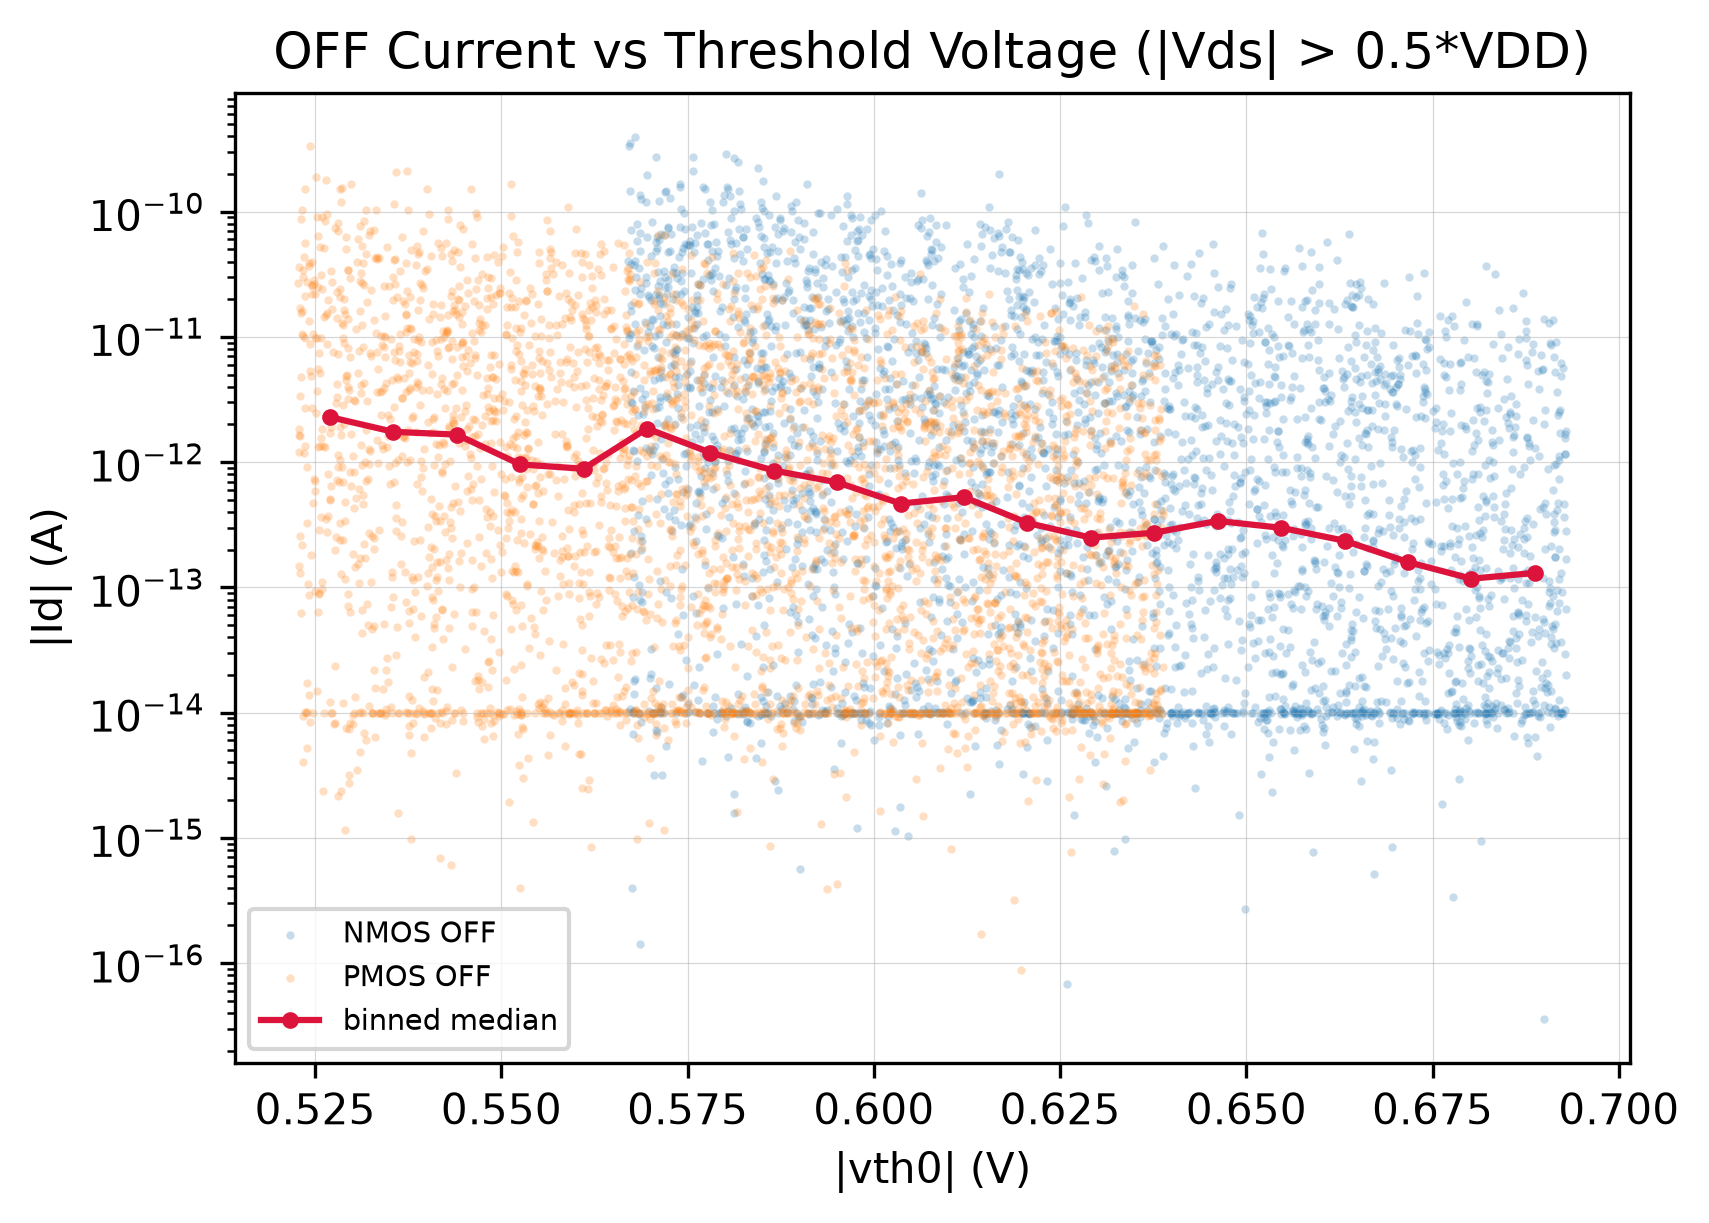 OFF Current vs Threshold Voltage (|Vds| > 0.5*VDD)
|Id| (A)
10⁻¹⁰
10⁻¹¹
10⁻¹²
10⁻¹³
10⁻¹⁴
10⁻¹⁵
10⁻¹⁶
NMOS OFF
PMOS OFF
binned median
0.525 0.550 0.575 0.600 0.625 0.650 0.675 0.700
|vth0| (V)